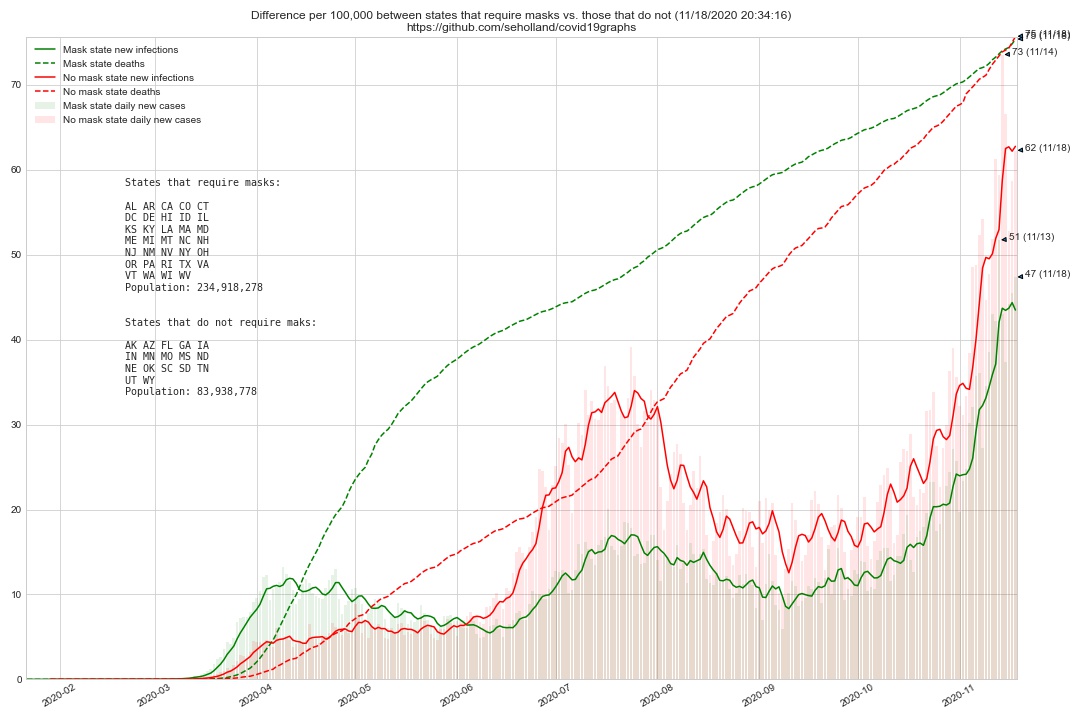 Difference per 100,000 between states that require masks vs. those that do not (11/18/2020 20:34:16)
https://github.com/seholland/covid19graphs
Mask state new infections
Mask state deaths
No mask state new infections
No mask state deaths
Mask state daily new cases
No mask state daily new cases
States that require masks:
AL AR CA CO CT
DC DE HI ID IL
KS KY LA MA MD
ME MI MT NC NH
NJ NM NV NY OH
OR PA RI TX VA
VT WA WI WV
Population: 234,918,278
States that do not require maks:
AK AZ FL GA IA
IN MN MO MS ND
NE OK SC SD TN
UT WY
Population: 83,938,778
75 (11/18)
73 (11/14)
62 (11/18)
51 (11/13)
47 (11/18)
70
60
50
40
30
20
10
0
2020-02
2020-03
2020-04
2020-05
2020-06
2020-07
2020-08
2020-09
2020-10
2020-11